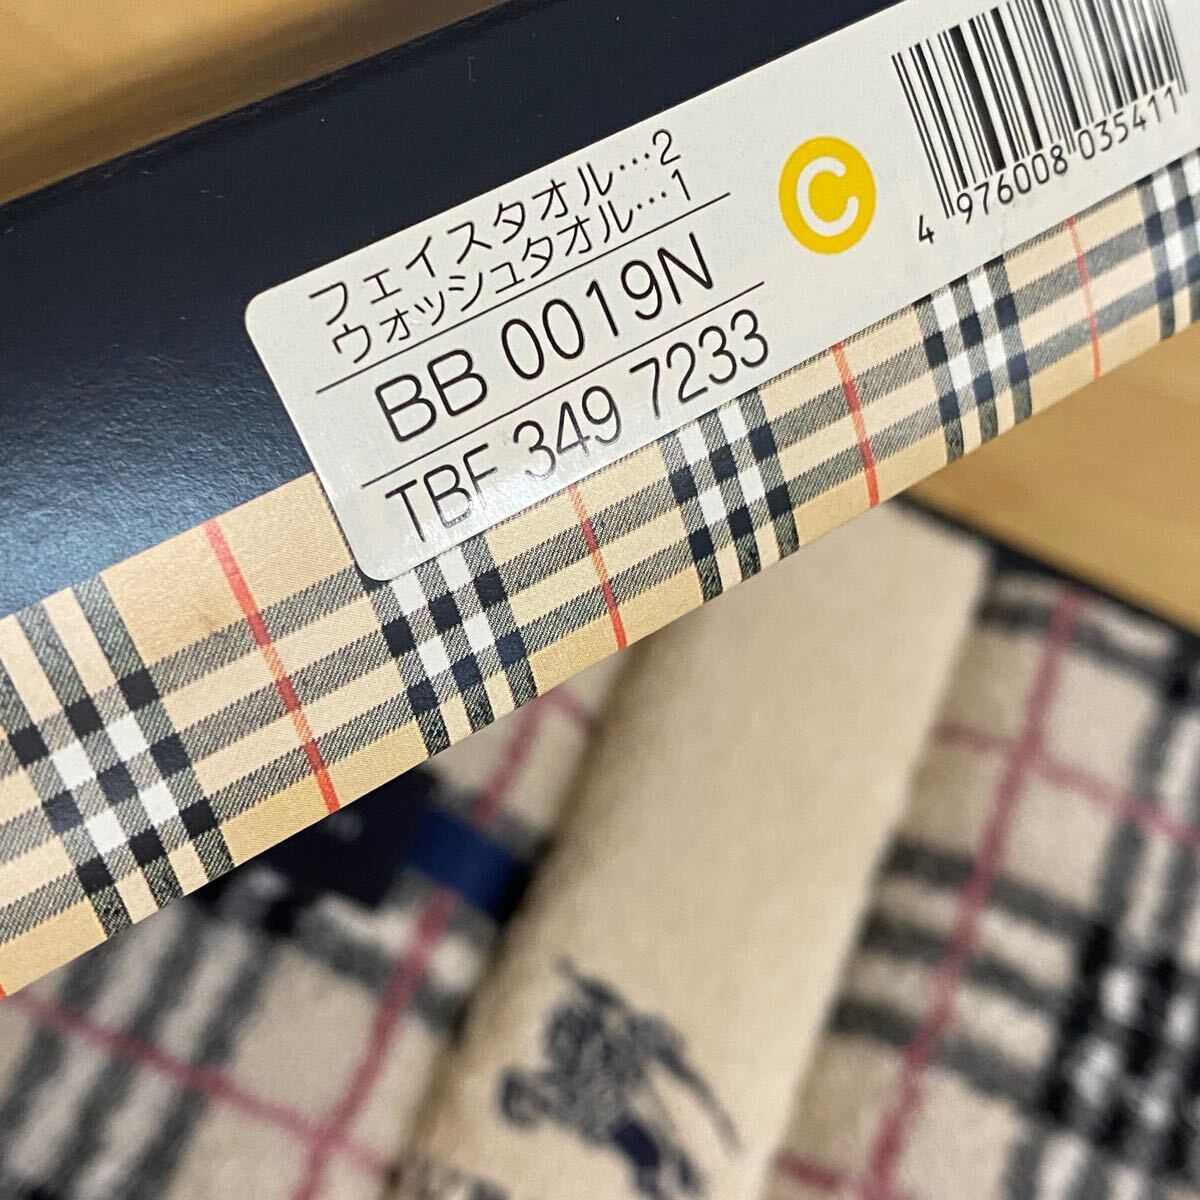 フェイスタオル…2
ウォッシュタオル…1
BB 0019N
TBF 349 7233
C
4 976008 035411